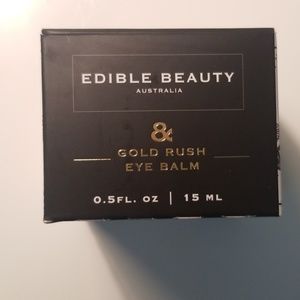 EDIBLE BEAUTY
AUSTRALIA
&
GOLD RUSH
EYE BALM
0.5FL. OZ | 15 ML